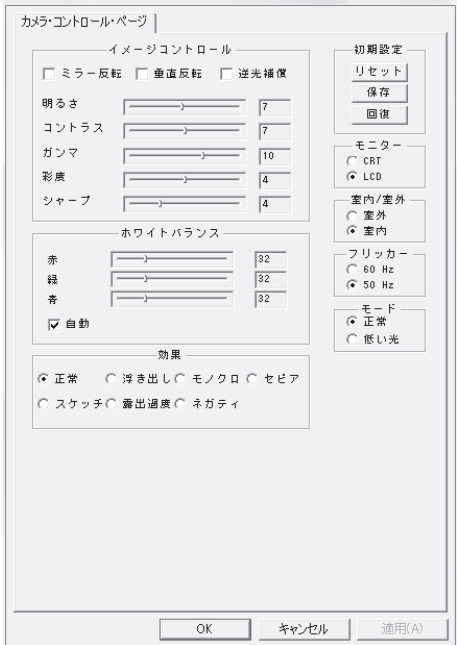 カメラ・コントロール・ページ
イメージコントロール
ミラー反転 垂直反転 逆光補償
明るさ 7
コントラス 7
ガンマ 10
彩度 4
シャープ 4
ホワイトバランス
赤 32
緑 32
青 32
自動
効果
正常 浮き出し モノクロ セピア
スケッチ 露出過度 ネガティ
初期設定
リセット
保存
回復
モニター
CRT
LCD
室内/室外
室外
室内
フリッカー
60 Hz
50 Hz
モード
正常
低い光
OK キャンセル 適用(A)